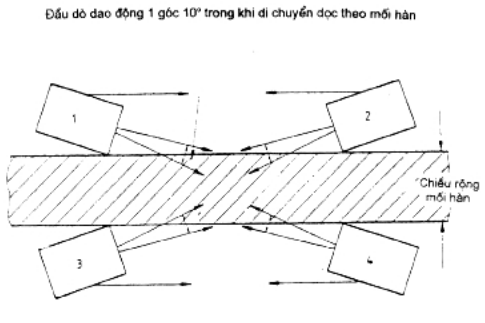 Đầu dò dao động 1 góc 10º trong khi di chuyển dọc theo mối hàn
1
2
Chiều rộng
mối hàn
3
4